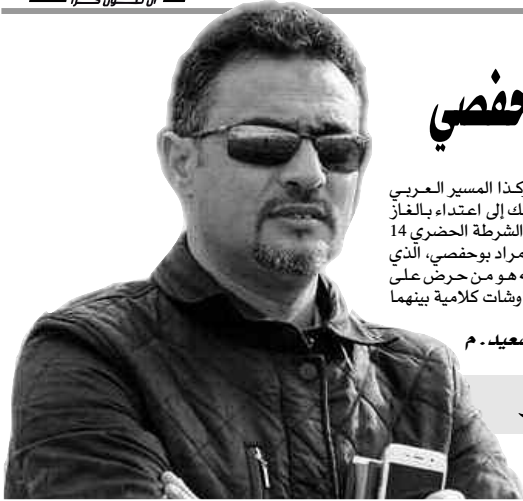 حفصي
كذا المسير العربي
ك إلى اعتداء بالغاز
الشرطة الحضري 14
مراد بوحفصي، الذي
ه هو من حرض على
وشات كلامية بينهما
سعيد. م